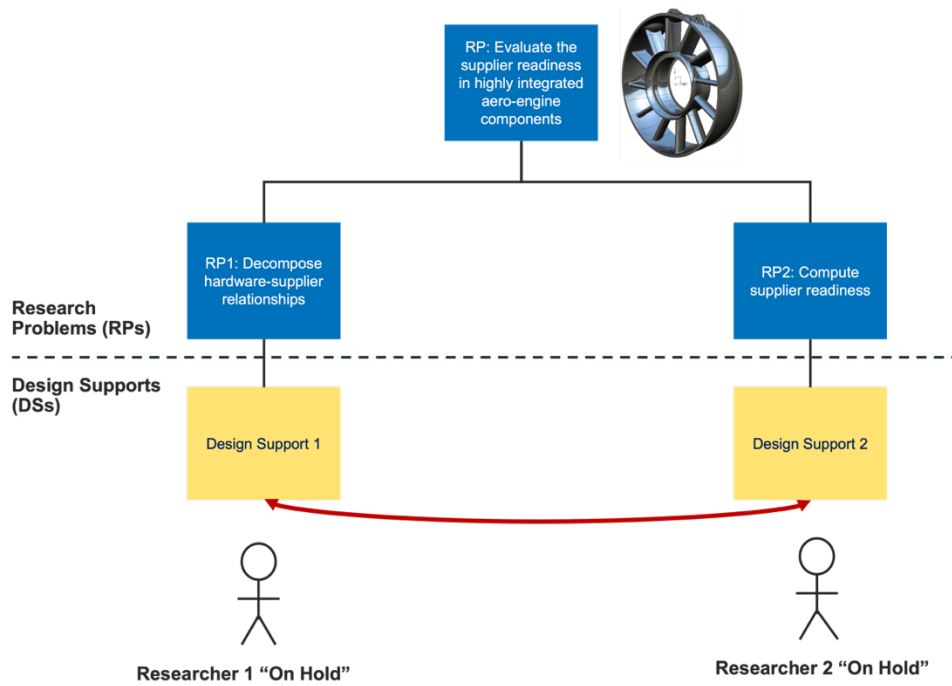 RP: Evaluate the
supplier readiness
in highly integrated
aero-engine
components
RP1: Decompose
hardware-supplier
relationships
RP2: Compute
supplier readiness
Research
Problems (RPs)
Design Supports
(DSs)
Design Support 1
Design Support 2
Researcher 1 “On Hold”
Researcher 2 “On Hold”